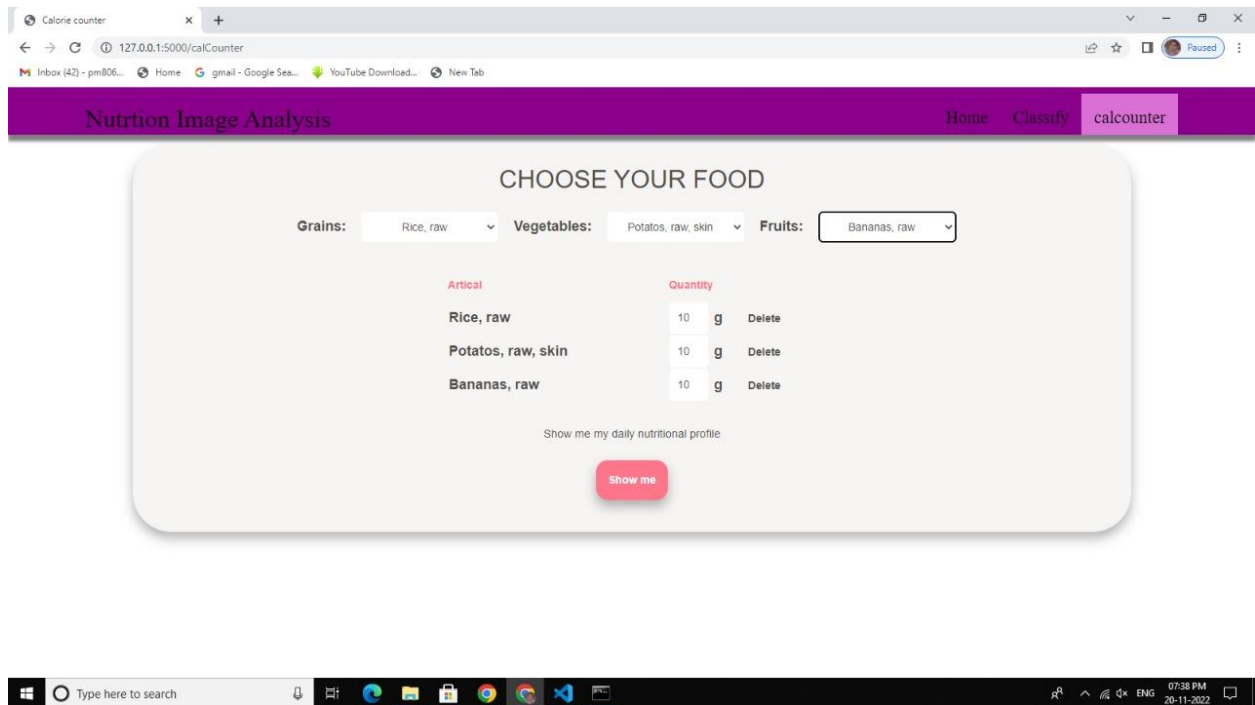 Calorie counter
127.0.0.1:5000/calCounter
Paused
Inbox (42) - pm806...
Home
gmail - Google Sea...
YouTube Download...
New Tab
Nutrtion Image Analysis
Home Classify calcounter
CHOOSE YOUR FOOD
Grains: Rice, raw Vegetables: Potatos, raw, skin Fruits: Bananas, raw
Artical Quantity
Rice, raw 10 g Delete
Potatos, raw, skin 10 g Delete
Bananas, raw 10 g Delete
Show me my daily nutritional profile
Show me
Type here to search
ENG
07:38 PM
20-11-2022